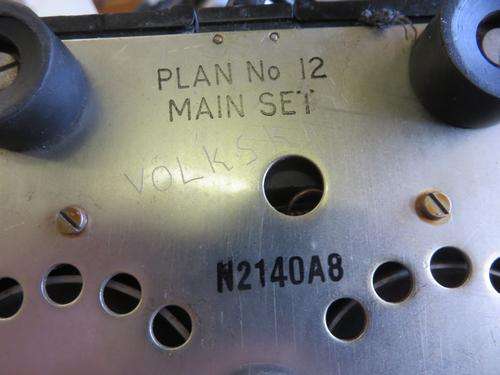 PLAN No 12
MAIN SET
N2140A8